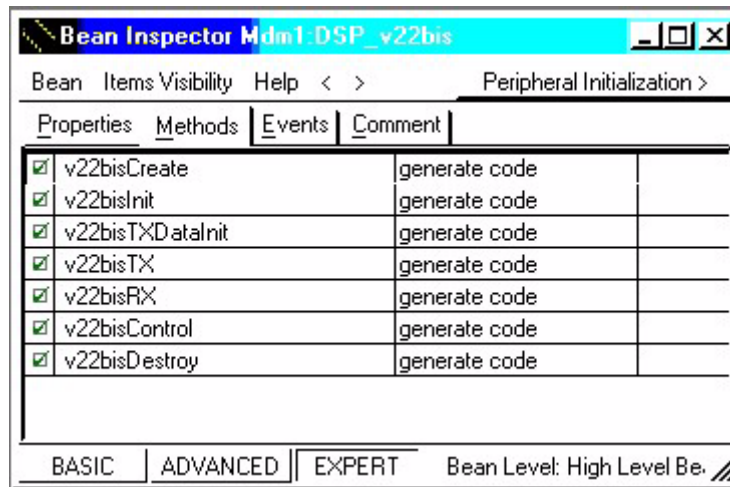 Bean Inspector Mdm1:DSP_v22bis
Bean Items Visibility Help < > Peripheral Initialization >
Properties Methods Events Comment
v22bisCreate generate code
v22bisInit generate code
v22bisTXDataInit generate code
v22bisTX generate code
v22bisRX generate code
v22bisControl generate code
v22bisDestroy generate code
BASIC ADVANCED EXPERT Bean Level: High Level Be.